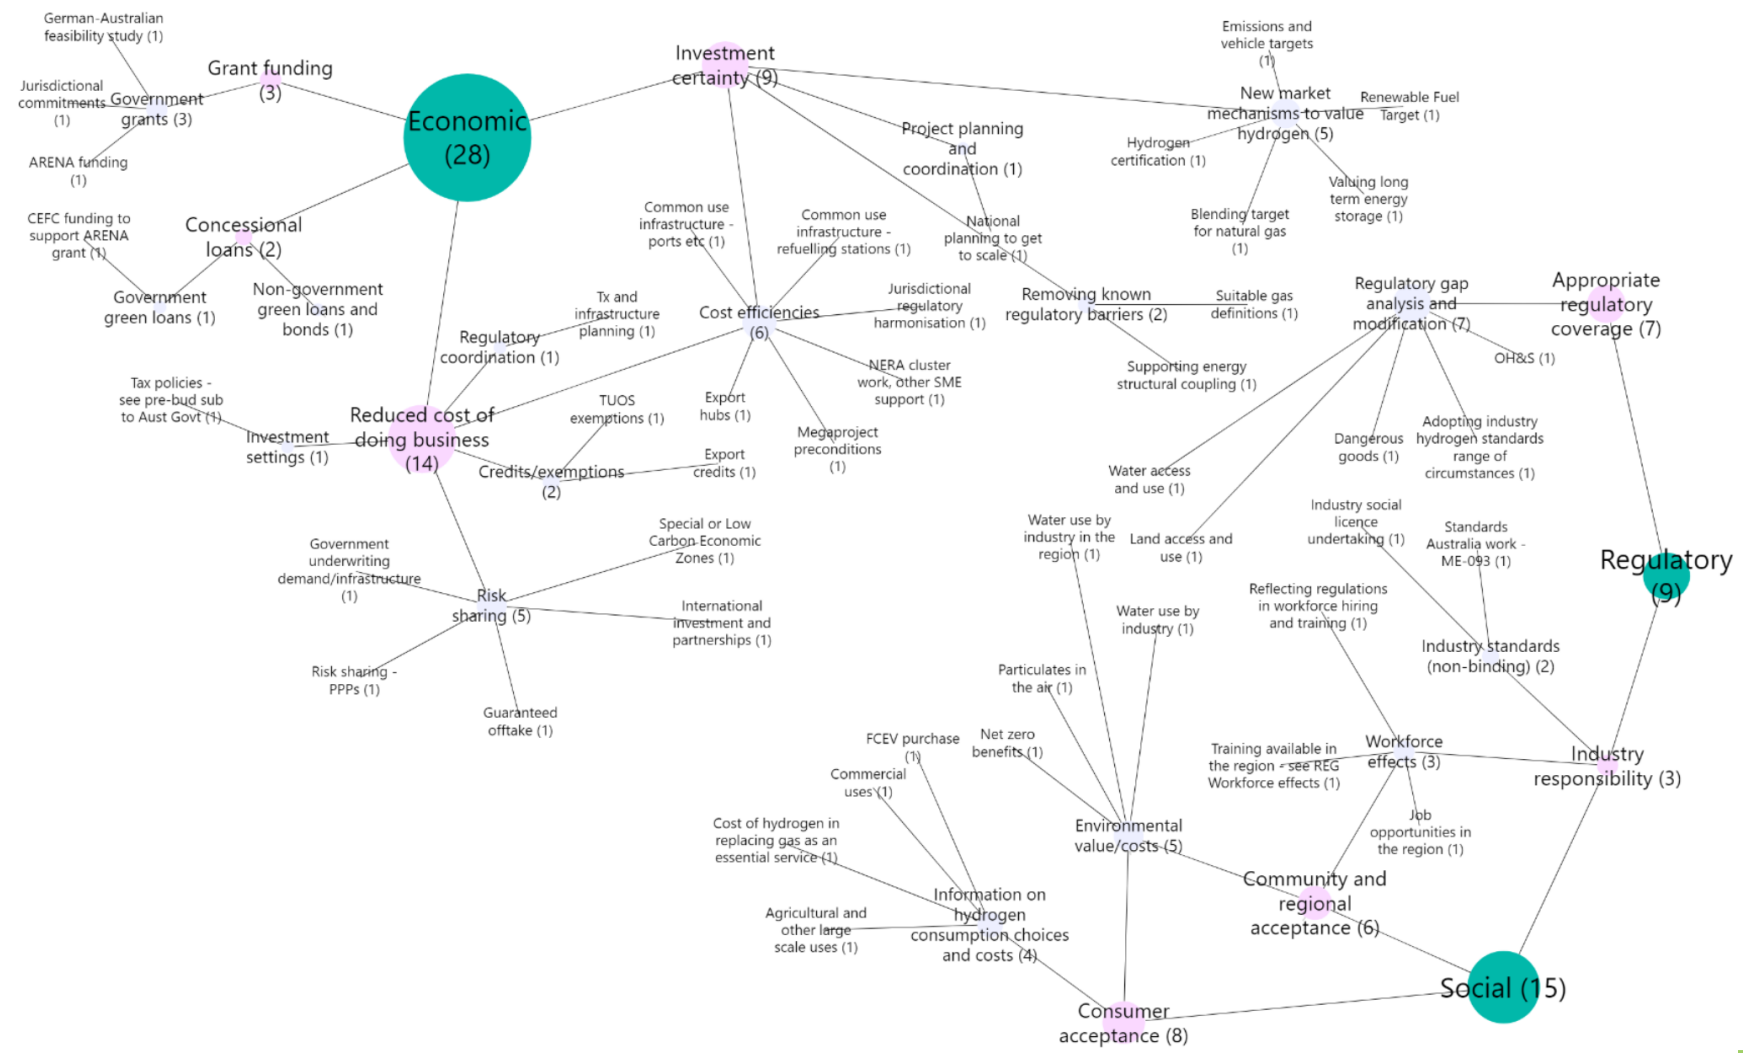 German-Australian
feasibility study (1)
Grant funding
(3)
Jurisdictional
commitments
(1)
Government
grants (3)
ARENA funding
(1)
Economic
(28)
Investment
certainty (9)
Emissions and
vehicle targets
(1)
New market
mechanisms to value
hydrogen (5)
Renewable Fuel
Target (1)
Hydrogen
certification (1)
Valuing long
term energy
storage (1)
Blending target
for natural gas
(1)
Project planning
and
coordination (1)
National
planning to get
to scale (1)
CEFC funding to
support ARENA
grant (1)
Concessional
loans (2)
Government
green loans (1)
Non-government
green loans and
bonds (1)
Common use
infrastructure -
ports etc (1)
Common use
infrastructure -
refuelling stations (1)
Tx and
infrastructure
planning (1)
Regulatory
coordination (1)
Cost efficiencies
(6)
Jurisdictional
regulatory
harmonisation (1)
Removing known
regulatory barriers (2)
Suitable gas
definitions (1)
Supporting energy
structural coupling (1)
Regulatory gap
analysis and
modification (7)
Appropriate
regulatory
coverage (7)
OH&S (1)
NERA cluster
work, other SME
support (1)
Export
hubs (1)
Megaproject
preconditions
(1)
Tax policies -
see pre-bud sub
to Aust Govt (1)
Investment
settings (1)
Reduced cost of
doing business
(14)
TUOS
exemptions (1)
Credits/exemptions
(2)
Export
credits (1)
Dangerous
goods (1)
Adopting industry
hydrogen standards
range of
circumstances (1)
Water access
and use (1)
Land access and
use (1)
Water use by
industry in the
region (1)
Industry social
licence
undertaking (1)
Standards
Australia work -
ME-093 (1)
Regulatory
(9)
Government
underwriting
demand/infrastructure
(1)
Special or Low
Carbon Economic
Zones (1)
Risk
sharing (5)
International
investment and
partnerships (1)
Risk sharing -
PPPs (1)
Guaranteed
offtake (1)
Reflecting regulations
in workforce hiring
and training (1)
Water use by
industry (1)
Industry standards
(non-binding) (2)
Particulates in
the air (1)
Net zero
benefits (1)
FCEV purchase
(1)
Commercial
uses (1)
Training available in
the region - see REG
Workforce effects (1)
Workforce
effects (3)
Industry
responsibility (3)
Job
opportunities in
the region (1)
Cost of hydrogen in
replacing gas as an
essential service (1)
Environmental
value/costs (5)
Community and
regional
acceptance (6)
Information on
hydrogen
consumption choices
and costs (4)
Agricultural and
other large
scale uses (1)
Social (15)
Consumer
acceptance (8)